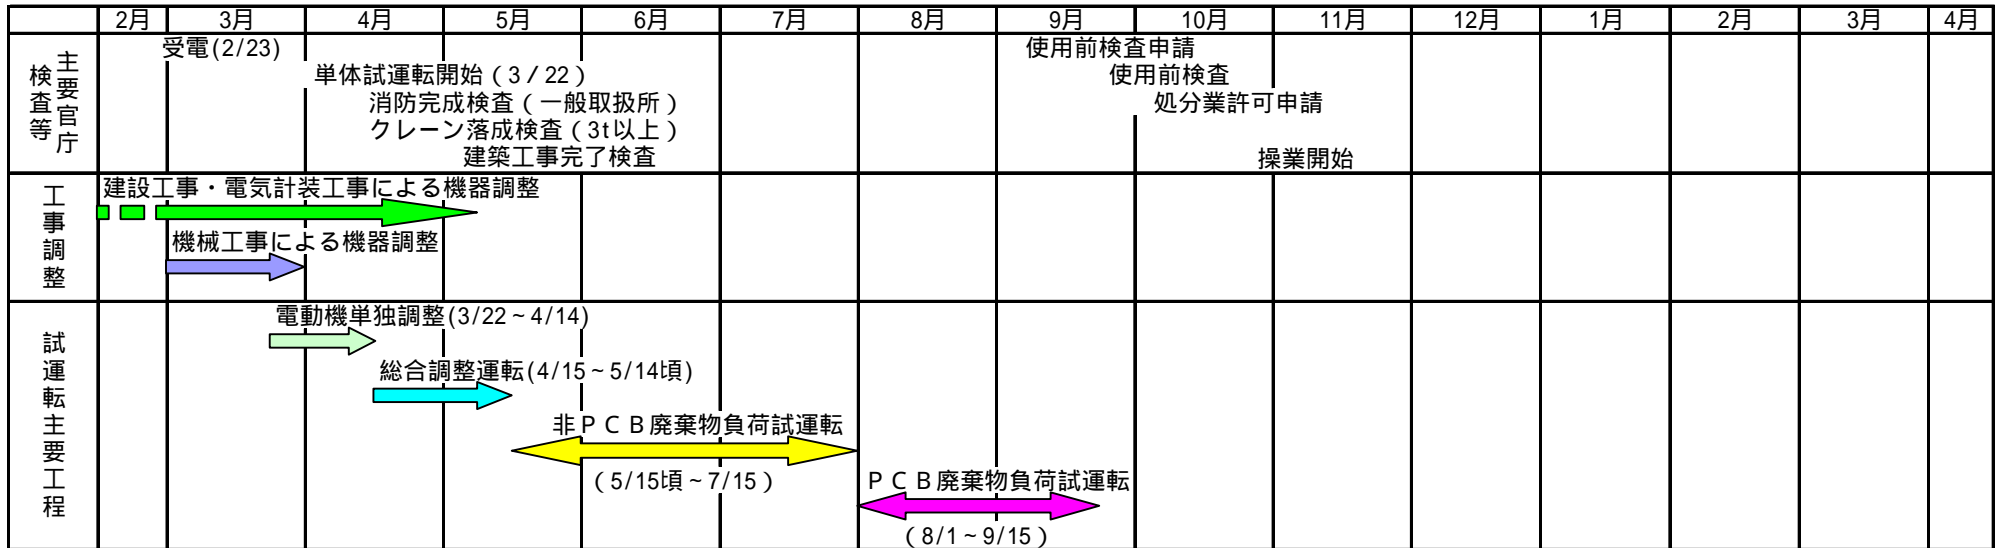 2月 3月 4月 5月 6月 7月 8月 9月 10月 11月 12月 1月 2月 3月 4月
主要官庁
検査等
受電(2/23)
使用前検査申請
単体試運転開始（3／22）
使用前検査
消防完成検査（一般取扱所）
処分業許可申請
クレーン落成検査（3t以上）
建築工事完了検査
操業開始
工事調整
建設工事・電気計装工事による機器調整
機械工事による機器調整
試運転主要工程
電動機単独調整(3/22～4/14)
総合調整運転(4/15～5/14頃)
非ＰＣＢ廃棄物負荷試運転
（5/15頃～7/15）
ＰＣＢ廃棄物負荷試運転
（8/1～9/15）